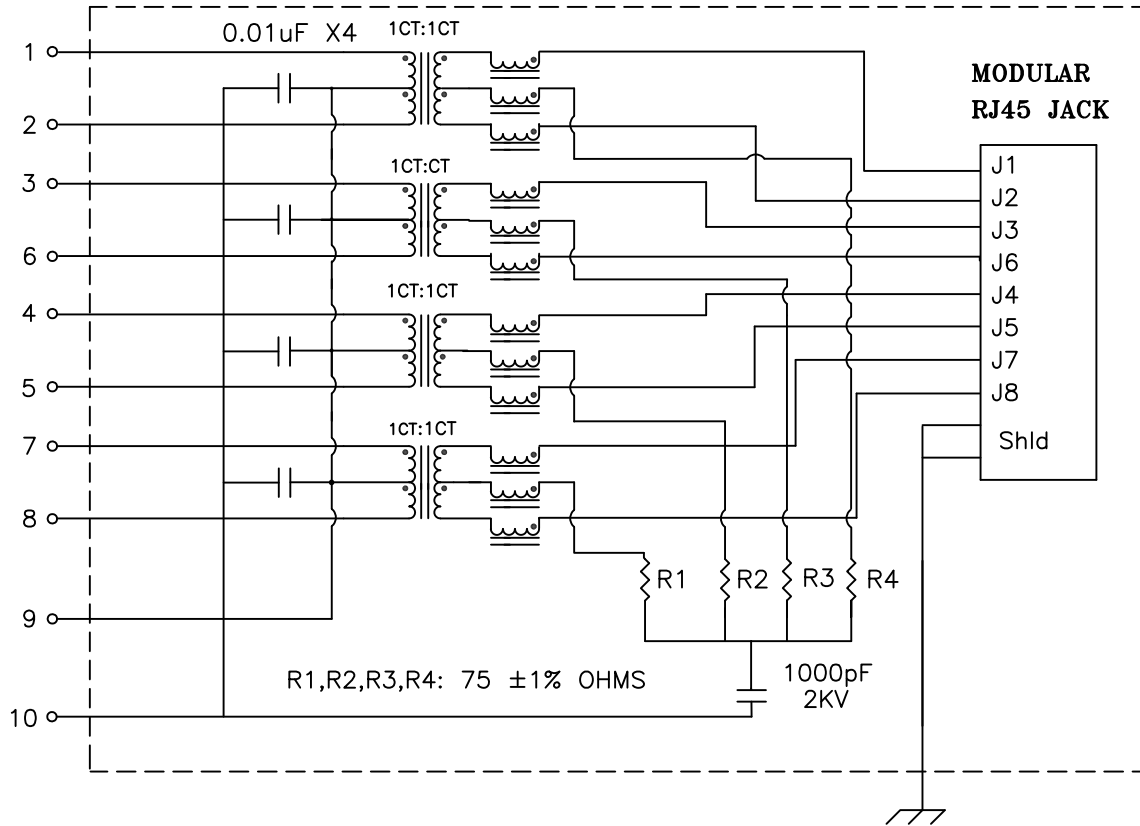 0.01uF X4
1CT:1CT
1
2
3
1CT:CT
6
1CT:1CT
4
5
1CT:1CT
7
8
9
10
MODULAR
RJ45 JACK
J1
J2
J3
J6
J4
J5
J7
J8
Shld
R1
R2
R3
R4
R1,R2,R3,R4: 75 ±1% OHMS
1000pF
2KV